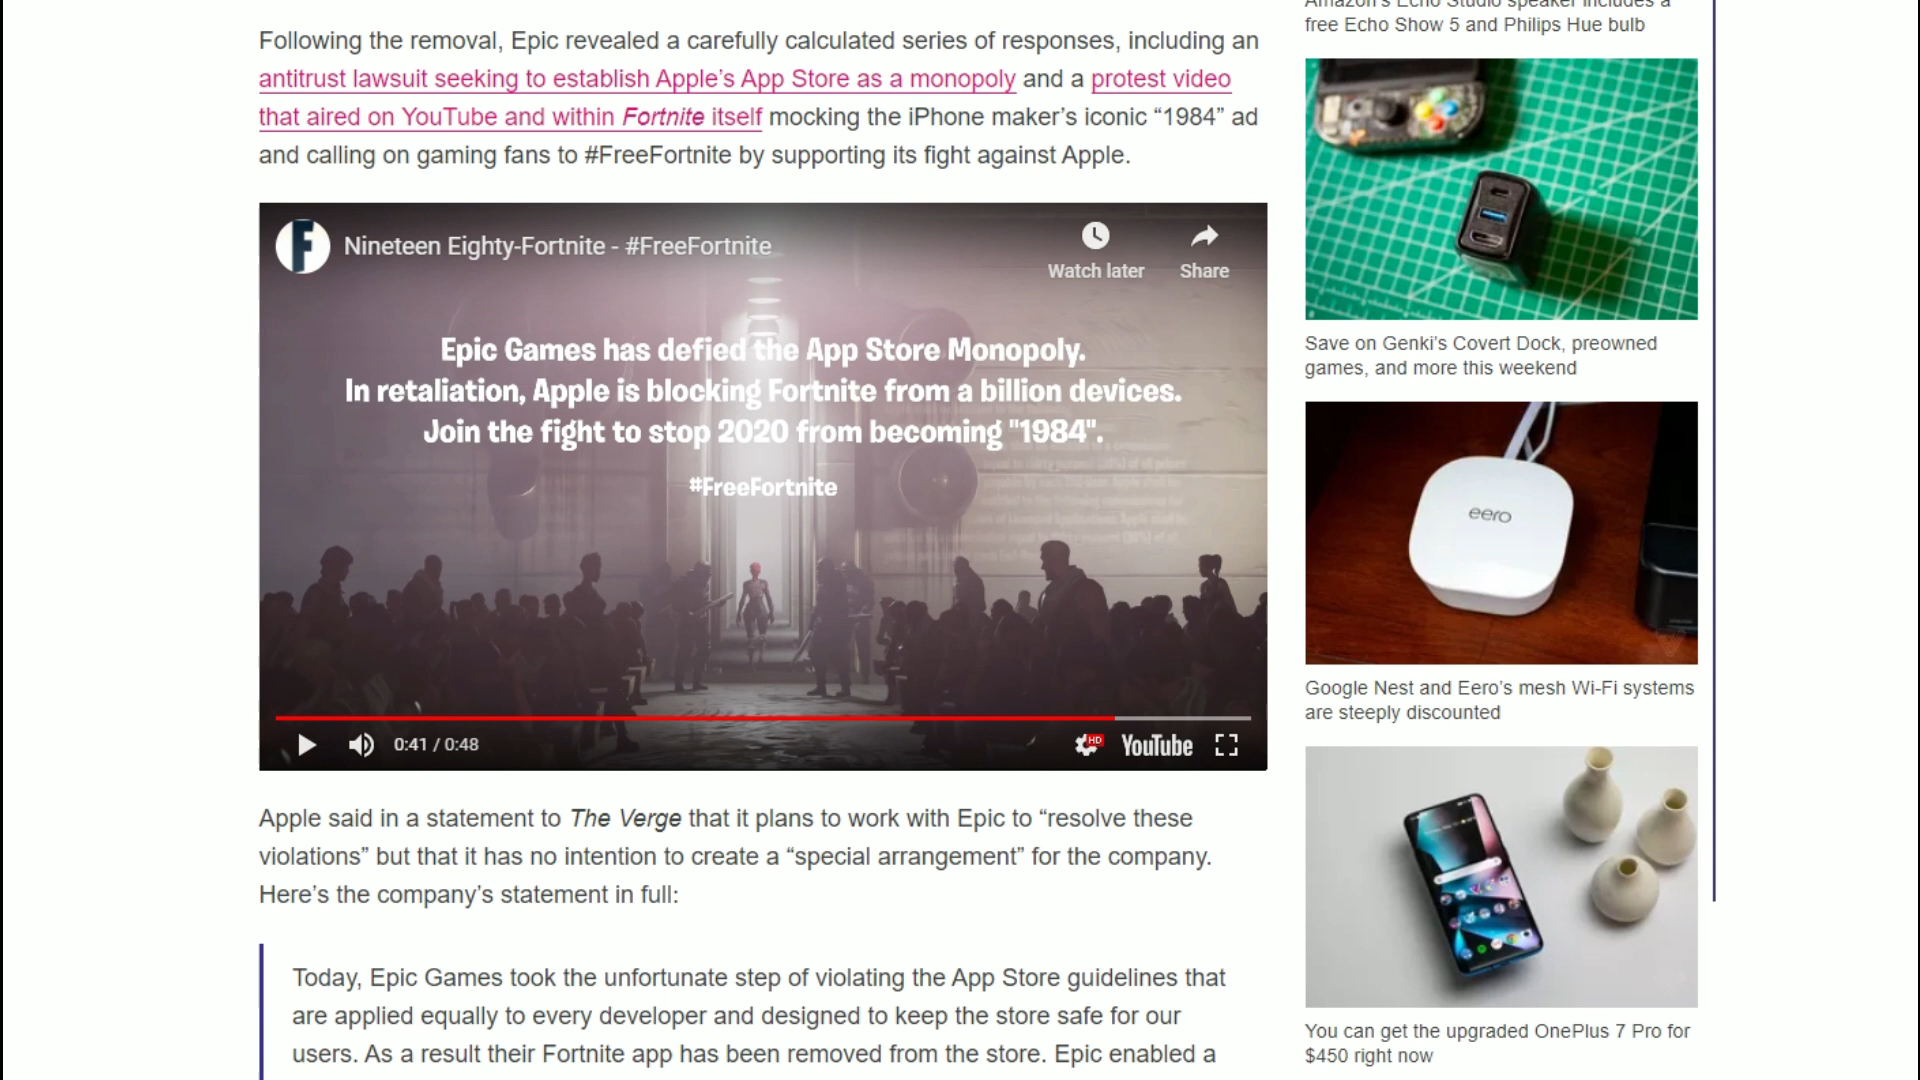 Following the removal, Epic revealed a carefully calculated series of responses, including an
antitrust lawsuit seeking to establish Apple’s App Store as a monopoly and a protest video
that aired on YouTube and within Fortnite itself mocking the iPhone maker’s iconic “1984” ad
and calling on gaming fans to #FreeFortnite by supporting its fight against Apple.
F
Nineteen Eighty-Fortnite - #FreeFortnite
Watch later
Share
Epic Games has defied the App Store Monopoly.
In retaliation, Apple is blocking Fortnite from a billion devices.
Join the fight to stop 2020 from becoming "1984".
#FreeFortnite
0:41 / 0:48
HD
YouTube
Apple said in a statement to The Verge that it plans to work with Epic to “resolve these
violations” but that it has no intention to create a “special arrangement” for the company.
Here’s the company’s statement in full:
Today, Epic Games took the unfortunate step of violating the App Store guidelines that
are applied equally to every developer and designed to keep the store safe for our
users. As a result their Fortnite app has been removed from the store. Epic enabled a
Amazon’s Echo Studio speaker includes a
free Echo Show 5 and Philips Hue bulb
Save on Genki’s Covert Dock, preowned
games, and more this weekend
eero
Google Nest and Eero’s mesh Wi-Fi systems
are steeply discounted
You can get the upgraded OnePlus 7 Pro for
$450 right now